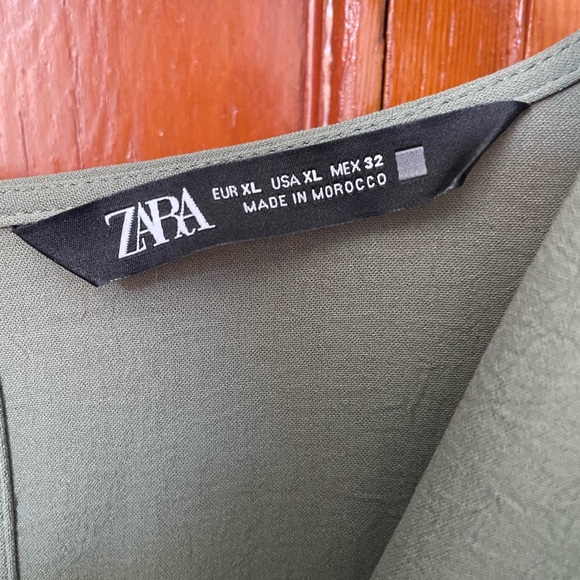 ZARA
EUR XL USA XL MEX 32
MADE IN MOROCCO